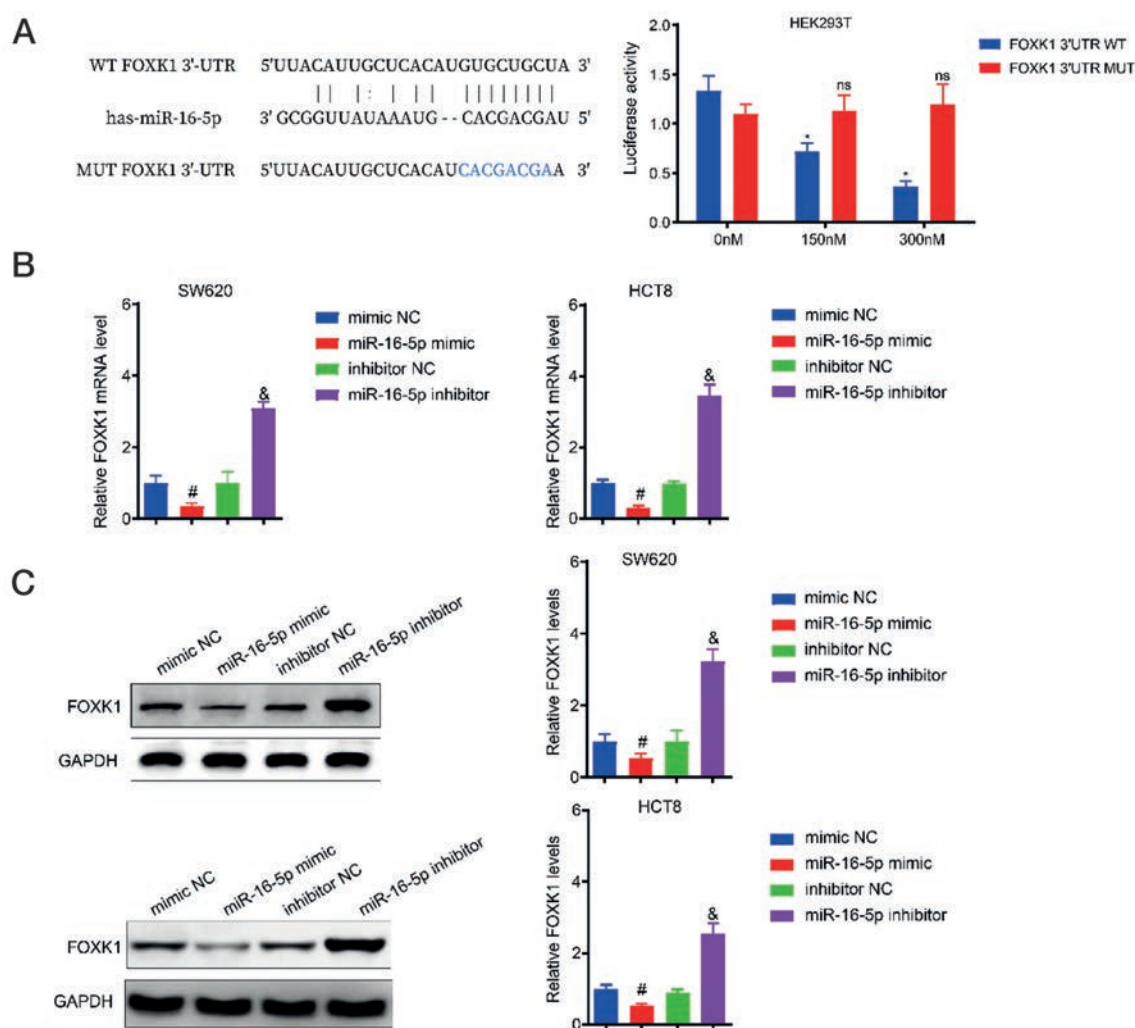 A
WT FOXK1 3'-UTR 5'UUACAUUGCUCACAUGUGCUGCUA 3'
has-miR-16-5p 3' GCGGUUAUAAAUG - - CACGACGAU 5'
MUT FOXK1 3'-UTR 5'UUACAUUGCUCACAUCACGACGAA 3'
HEK293T
Luciferase activity
2.0
1.5
1.0
0.5
0.0
ns
ns
*
*
0nM 150nM 300nM
FOXK1 3'UTR WT
FOXK1 3'UTR MUT
B
SW620
Relative FOXK1 mRNA level
6
4
2
0
#
&
mimic NC
miR-16-5p mimic
inhibitor NC
miR-16-5p inhibitor
HCT8
Relative FOXK1 mRNA level
6
4
2
0
#
&
mimic NC
miR-16-5p mimic
inhibitor NC
miR-16-5p inhibitor
C
mimic NC
miR-16-5p mimic
inhibitor NC
miR-16-5p inhibitor
FOXK1
GAPDH
SW620
Relative FOXK1 levels
6
4
2
0
#
&
mimic NC
miR-16-5p mimic
inhibitor NC
miR-16-5p inhibitor
mimic NC
miR-16-5p mimic
inhibitor NC
miR-16-5p inhibitor
FOXK1
GAPDH
HCT8
Relative FOXK1 levels
6
4
2
0
#
&
mimic NC
miR-16-5p mimic
inhibitor NC
miR-16-5p inhibitor